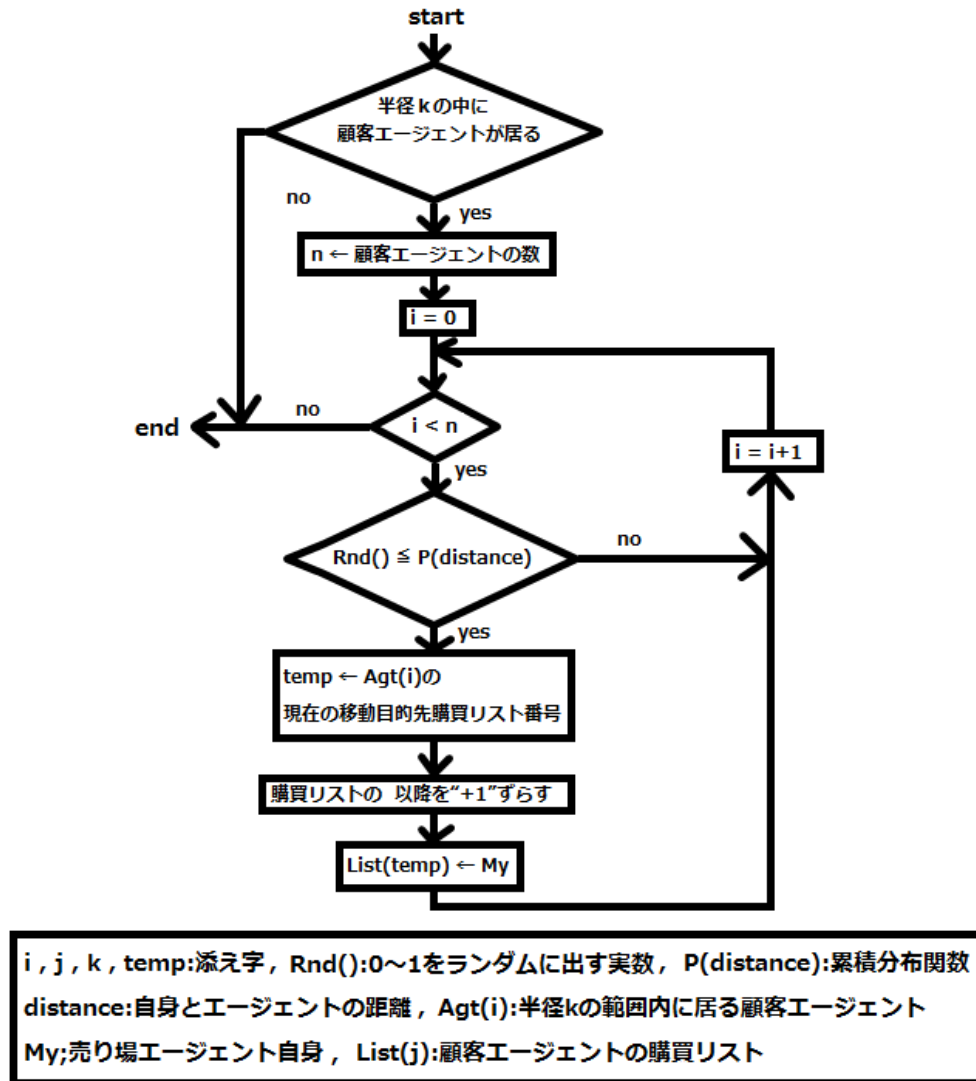 start
半径kの中に
顧客エージェントが居る
no
yes
n ← 顧客エージェントの数
i = 0
end
no
i < n
i = i+1
yes
Rnd() ≦ P(distance)
no
yes
temp ← Agt(i)の
現在の移動目的先購買リスト番号
購買リストの 以降を“+1”ずらす
List(temp) ← My
i , j , k , temp:添え字 , Rnd():0～1をランダムに出す実数 , P(distance):累積分布関数
distance:自身とエージェントの距離 , Agt(i):半径kの範囲内に居る顧客エージェント
My;売り場エージェント自身 , List(j):顧客エージェントの購買リスト